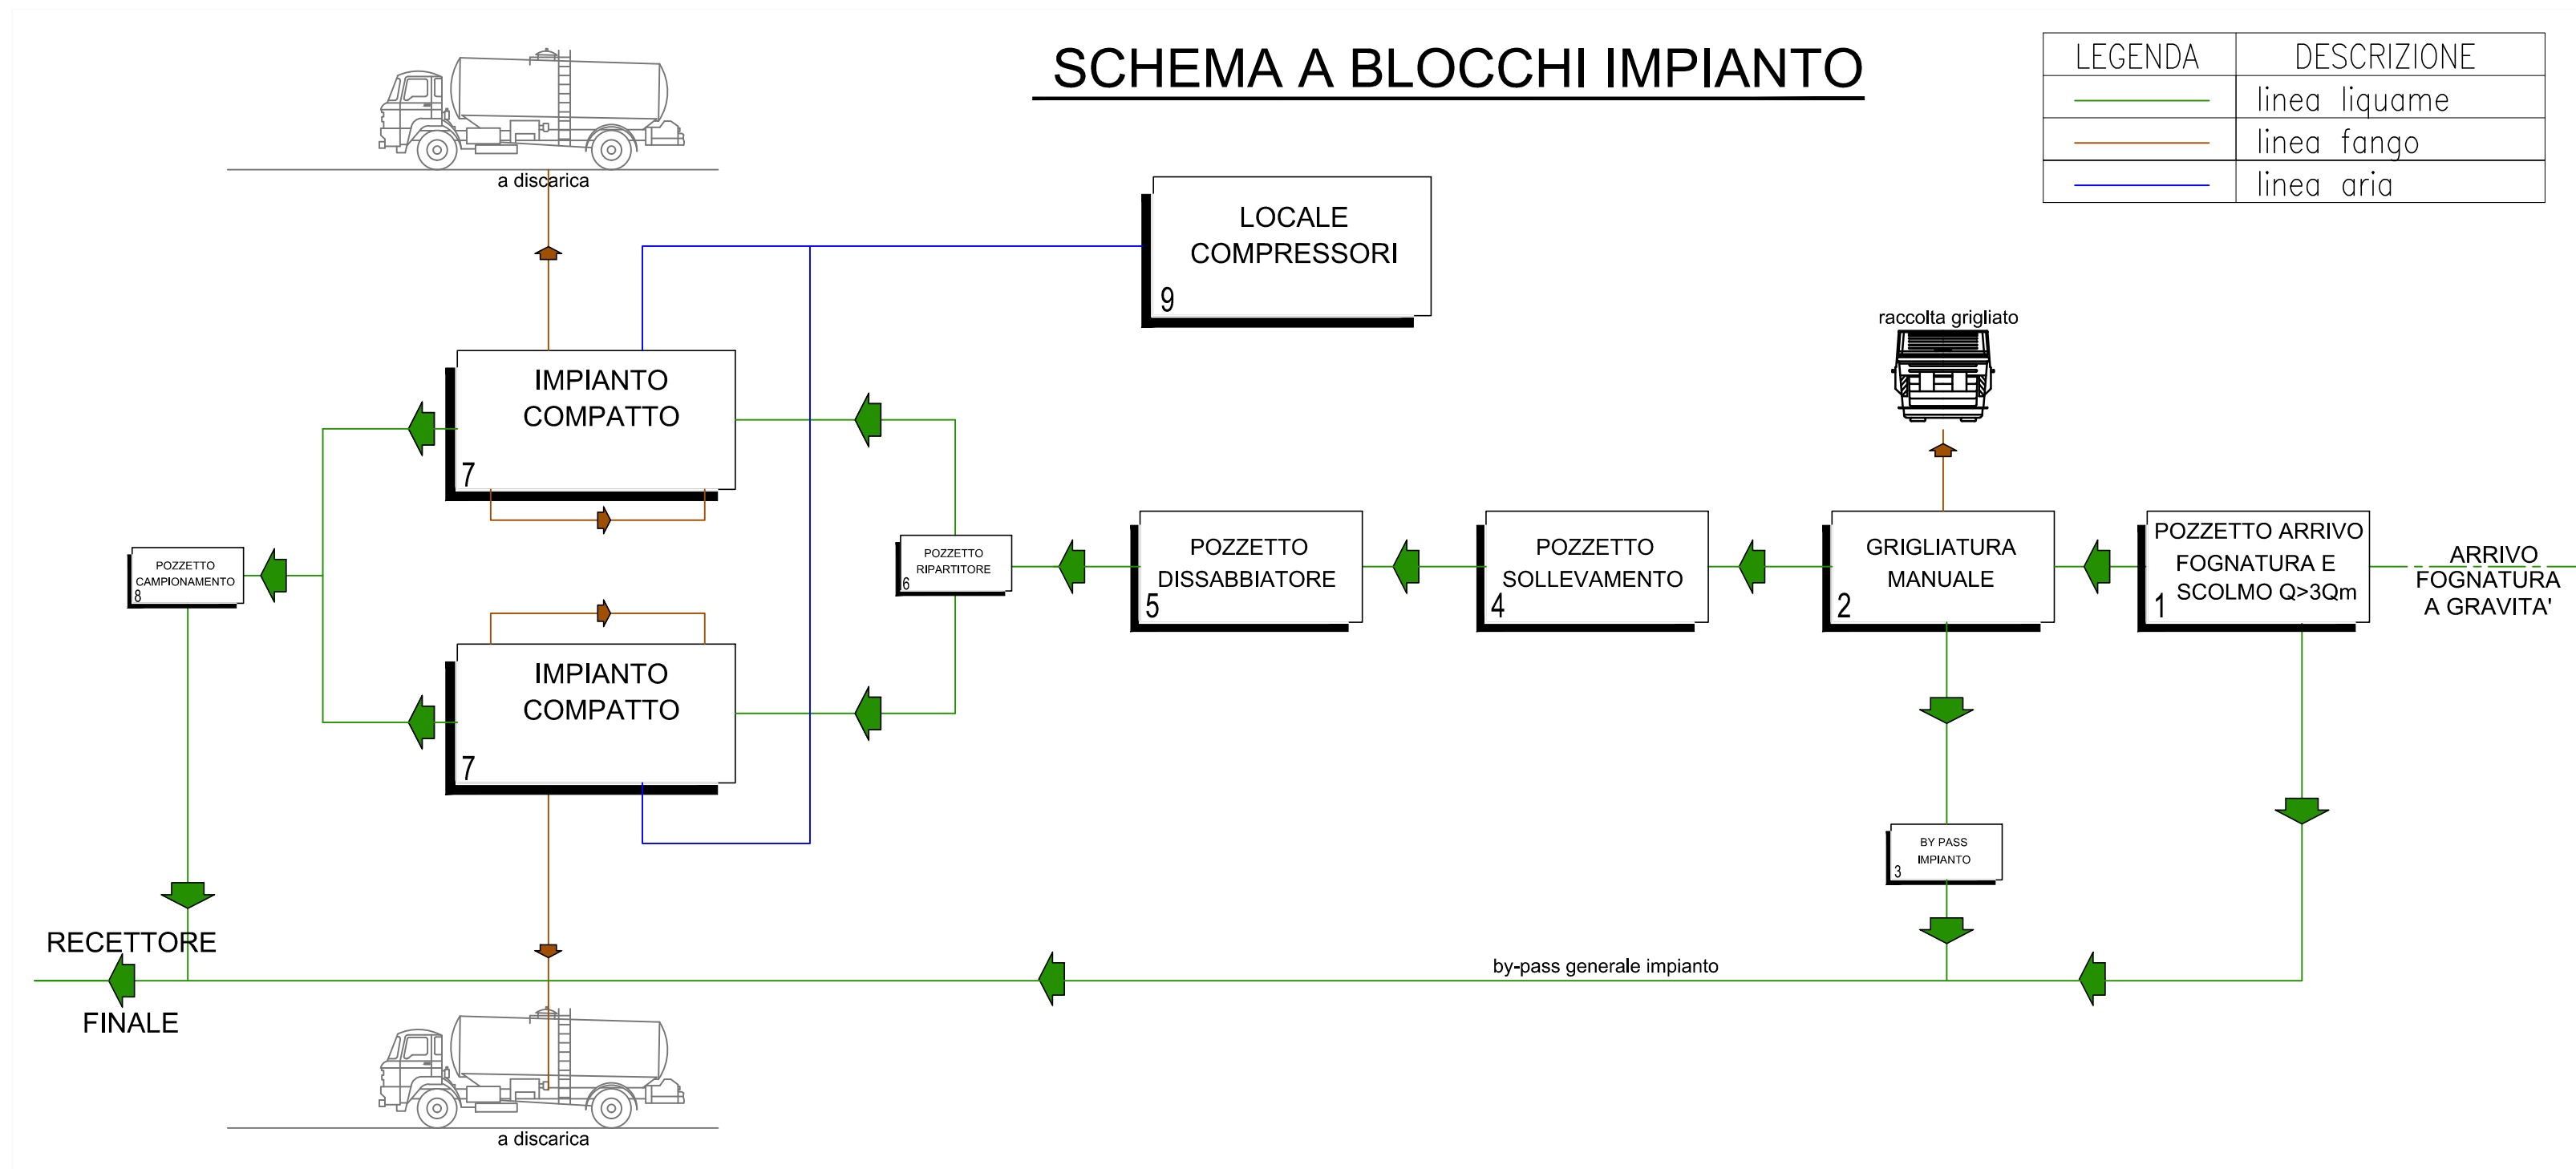 SCHEMA A BLOCCHI IMPIANTO
LEGENDA DESCRIZIONE
linea liquame
linea fango
linea aria
a discarica
LOCALE
COMPRESSORI
9
raccolta grigliato
IMPIANTO
COMPATTO
7
POZZETTO
CAMPIONAMENTO
8
POZZETTO
RIPARTITORE
6
POZZETTO
DISSABBIATORE
5
POZZETTO
SOLLEVAMENTO
4
GRIGLIATURA
MANUALE
2
POZZETTO ARRIVO
FOGNATURA E
SCOLMO Q>3Qm
1
ARRIVO
FOGNATURA
A GRAVITA'
IMPIANTO
COMPATTO
7
BY PASS
IMPIANTO
3
RECETTORE
FINALE
by-pass generale impianto
a discarica